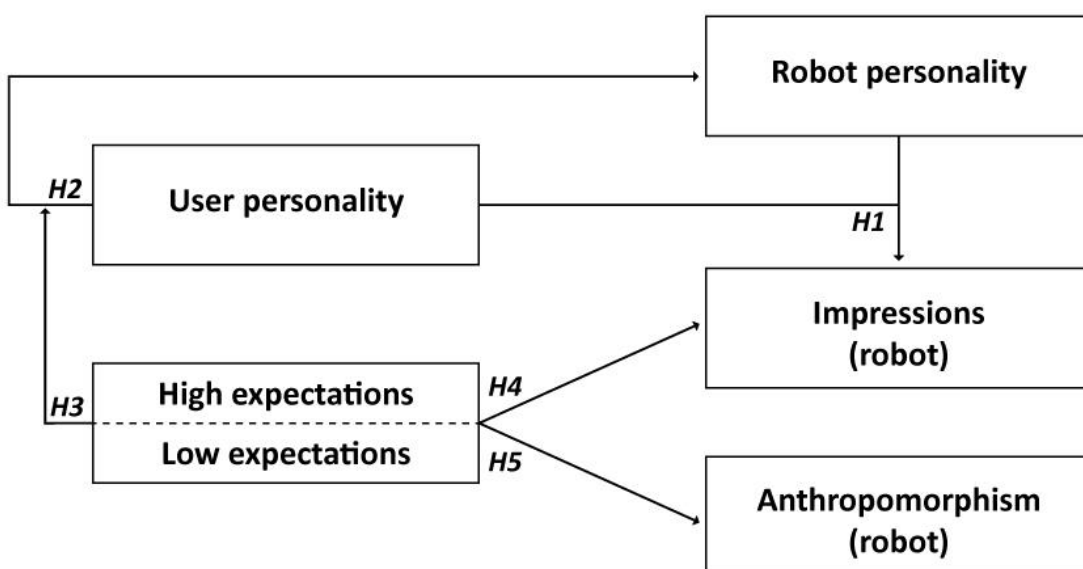 Robot personality
H2
User personality
H1
Impressions
(robot)
High expectations
H4
H3
Low expectations
H5
Anthropomorphism
(robot)